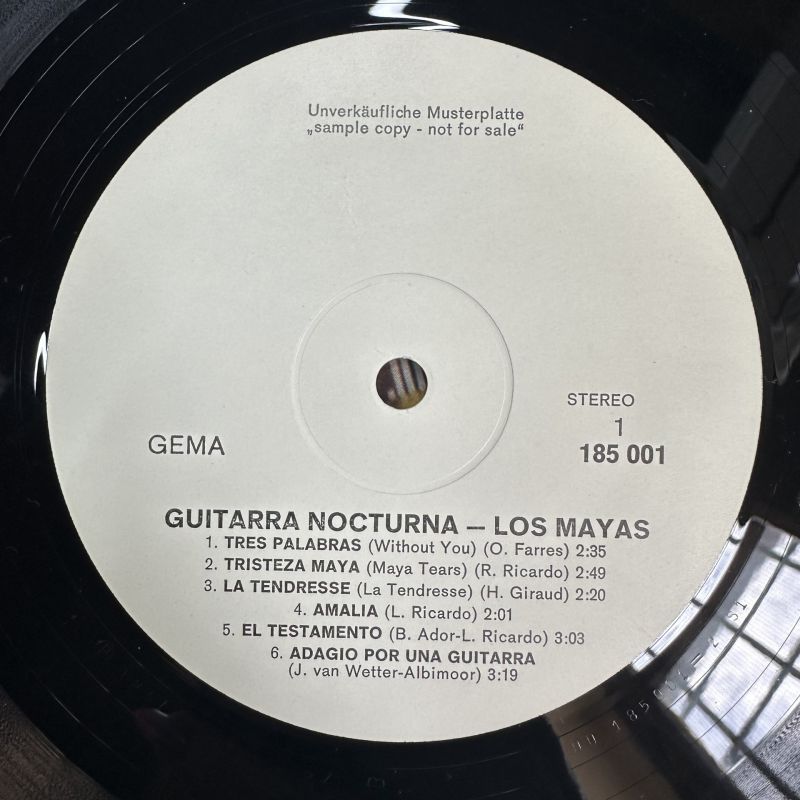 Unverkäufliche Musterplatte
„sample copy - not for sale“
STEREO
1
GEMA
185 001
GUITARRA NOCTURNA – LOS MAYAS
1. TRES PALABRAS (Without You) (O. Farres) 2:35
2. TRISTEZA MAYA (Maya Tears) (R. Ricardo) 2:49
3. LA TENDRESSE (La Tendresse) (H. Giraud) 2:20
4. AMALIA (L. Ricardo) 2:01
5. EL TESTAMENTO (B. Ador-L. Ricardo) 3:03
6. ADAGIO POR UNA GUITARRA
(J. van Wetter-Albimoor) 3:19